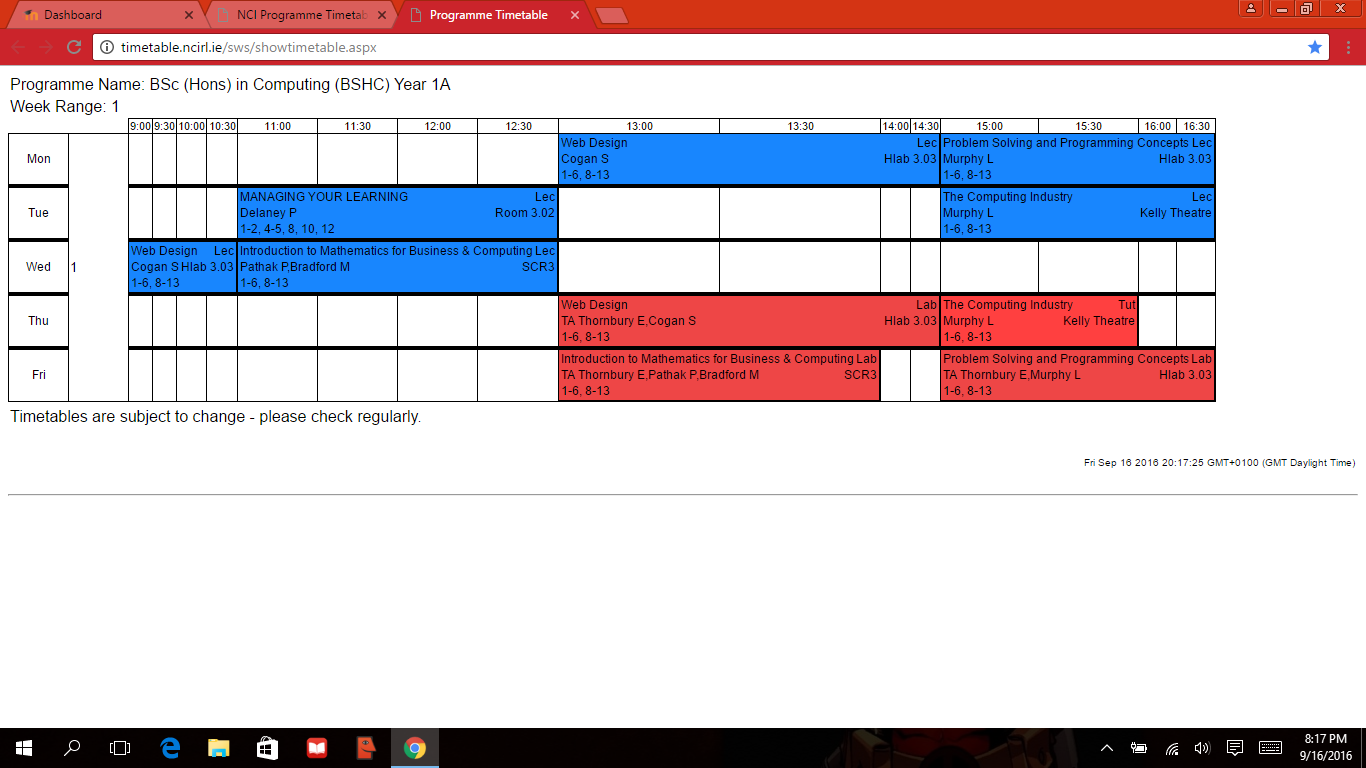 Dashboard
NCI Programme Timetab
Programme Timetable
timetable.ncirl.ie/sws/showtimetable.aspx
Programme Name: BSc (Hons) in Computing (BSHC) Year 1A
Week Range: 1
9:00 9:30 10:00 10:30 11:00 11:30 12:00 12:30 13:00 13:30 14:00 14:30 15:00 15:30 16:00 16:30
Mon
Web Design Lec
Cogan S Hlab 3.03
1-6, 8-13
Problem Solving and Programming Concepts Lec
Murphy L Hlab 3.03
1-6, 8-13
Tue
MANAGING YOUR LEARNING Lec
Delaney P Room 3.02
1-2, 4-5, 8, 10, 12
The Computing Industry Lec
Murphy L Kelly Theatre
1-6, 8-13
Wed
1
Web Design Lec
Cogan S Hlab 3.03
1-6, 8-13
Introduction to Mathematics for Business & Computing Lec
Pathak P,Bradford M SCR3
1-6, 8-13
Thu
Web Design Lab
TA Thornbury E,Cogan S Hlab 3.03
1-6, 8-13
The Computing Industry Tut
Murphy L Kelly Theatre
1-6, 8-13
Fri
Introduction to Mathematics for Business & Computing Lab
TA Thornbury E,Pathak P,Bradford M SCR3
1-6, 8-13
Problem Solving and Programming Concepts Lab
TA Thornbury E,Murphy L Hlab 3.03
1-6, 8-13
Timetables are subject to change - please check regularly.
Fri Sep 16 2016 20:17:25 GMT+0100 (GMT Daylight Time)
8:17 PM
9/16/2016